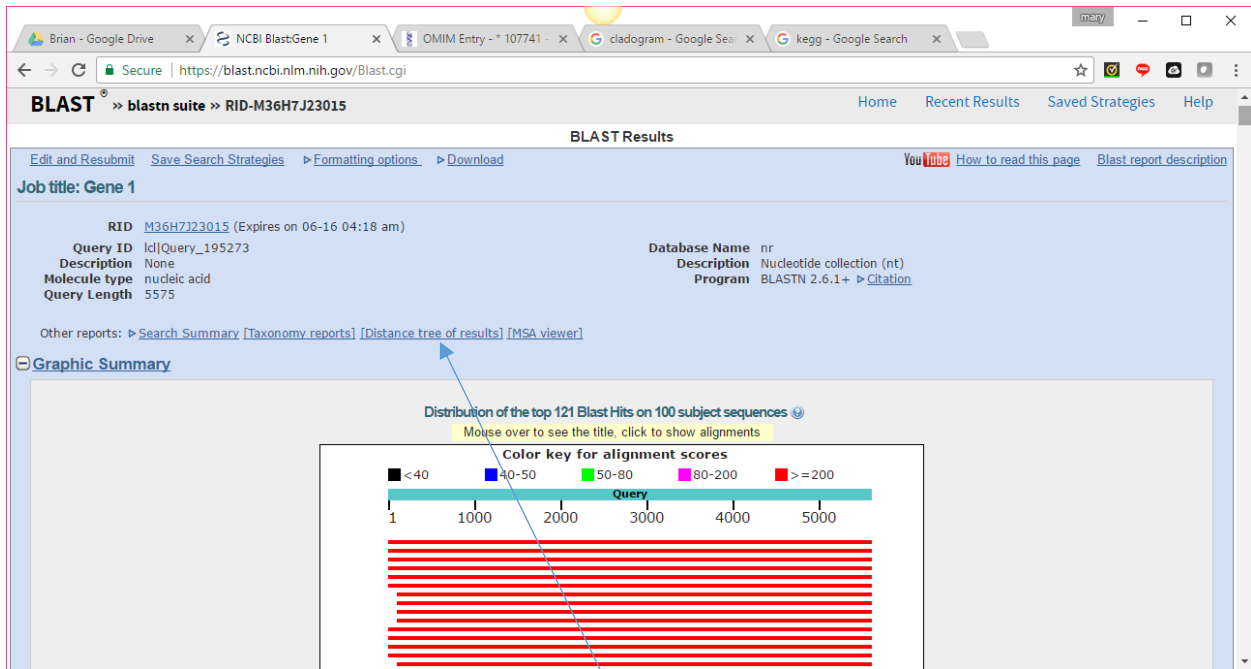 mary
Brian - Google Drive
NCBI Blast:Gene 1
OMIM Entry - * 107741 -
cladogram - Google Sear
kegg - Google Search
Secure | https://blast.ncbi.nlm.nih.gov/Blast.cgi
BLAST ® » blastn suite » RID-M36H7J23015
Home Recent Results Saved Strategies Help
BLAST Results
Edit and Resubmit Save Search Strategies Formatting options Download
YouTube How to read this page Blast report description
Job title: Gene 1
RID M36H7J23015 (Expires on 06-16 04:18 am)
Query ID lcl|Query_195273
Description None
Molecule type nucleic acid
Query Length 5575
Database Name nr
Description Nucleotide collection (nt)
Program BLASTN 2.6.1+ Citation
Other reports: Search Summary [Taxonomy reports] [Distance tree of results] [MSA viewer]
Graphic Summary
Distribution of the top 121 Blast Hits on 100 subject sequences
Mouse over to see the title, click to show alignments
Color key for alignment scores
<40 40-50 50-80 80-200 >=200
Query
1 1000 2000 3000 4000 5000